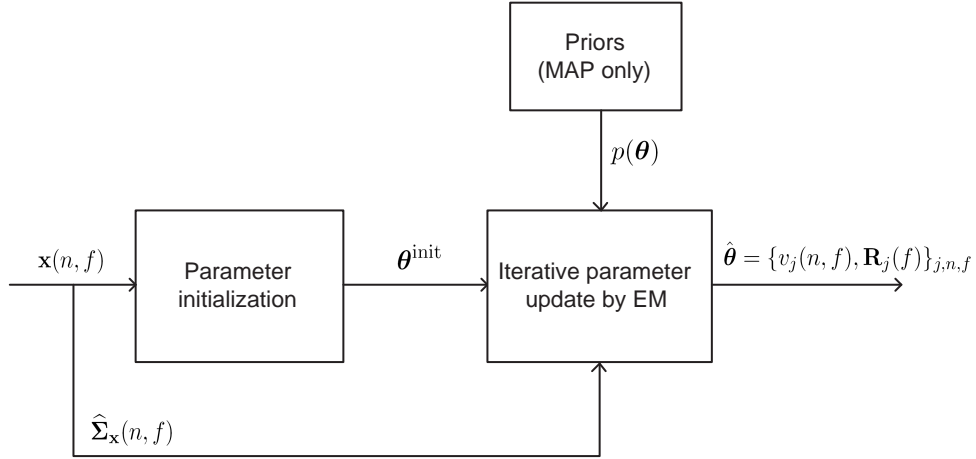 Priors
(MAP only)
p(𝜽)
𝐱(n, f)
Parameter
initialization
𝜽^init
Iterative parameter
update by EM
𝜽̂ = {v_j(n, f), 𝐑_j(f)}_{j,n,f}
𝚺̂_𝐱(n, f)